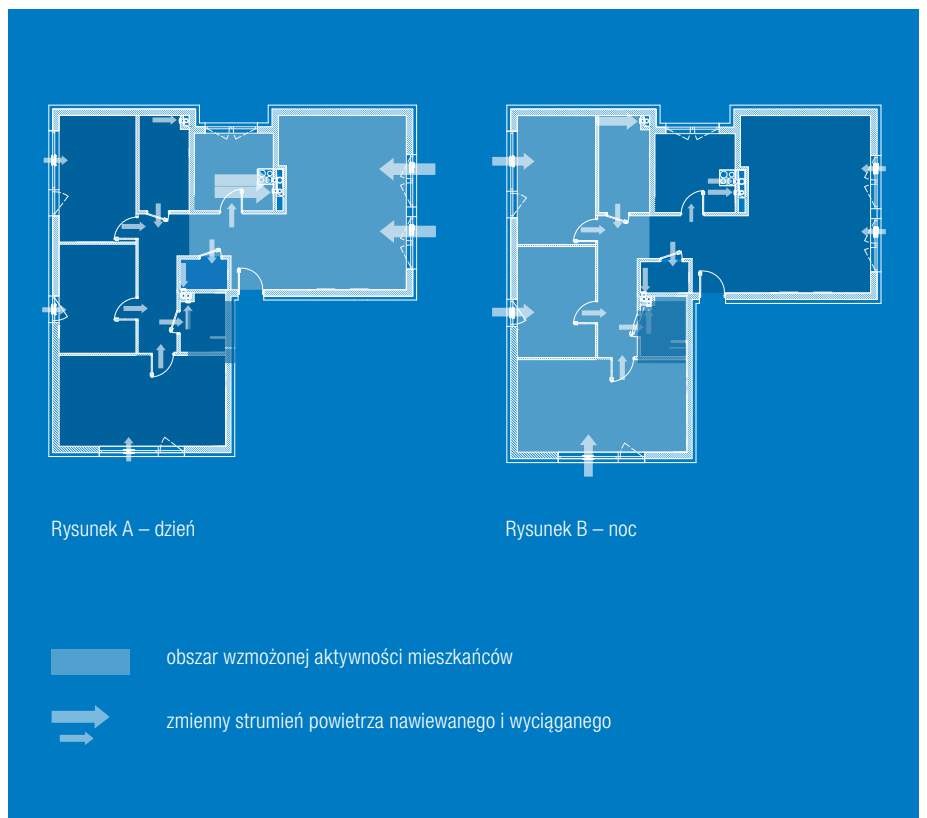 Rysunek A – dzień
Rysunek B – noc
obszar wzmożonej aktywności mieszkańców
zmienny strumień powietrza nawiewanego i wyciąganego